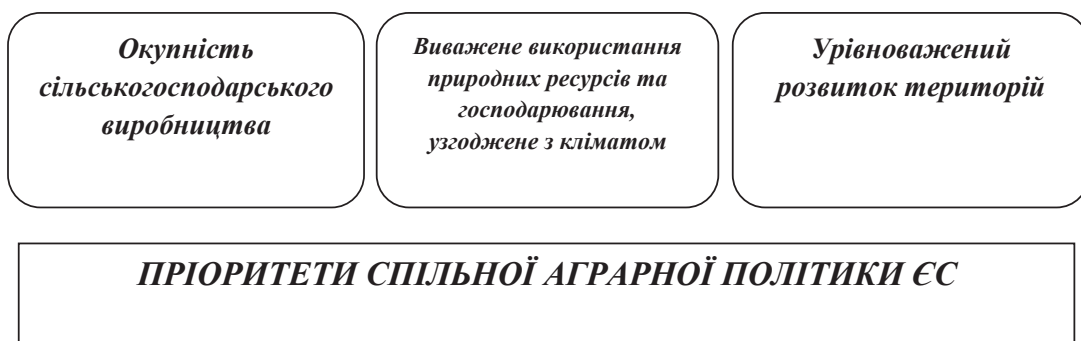 Окупність
сільськогосподарського
виробництва
Виважене використання
природних ресурсів та
господарювання,
узгоджене з кліматом
Урівноважений
розвиток територій
ПРІОРИТЕТИ СПІЛЬНОЇ АГРАРНОЇ ПОЛІТИКИ ЄС